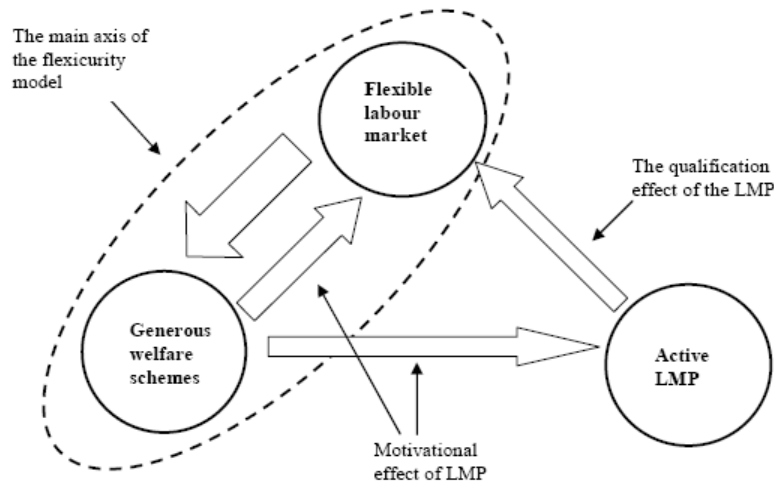 The main axis of
the flexicurity
model
Flexible
labour
market
The qualification
effect of the LMP
Generous
welfare
schemes
Active
LMP
Motivational
effect of LMP